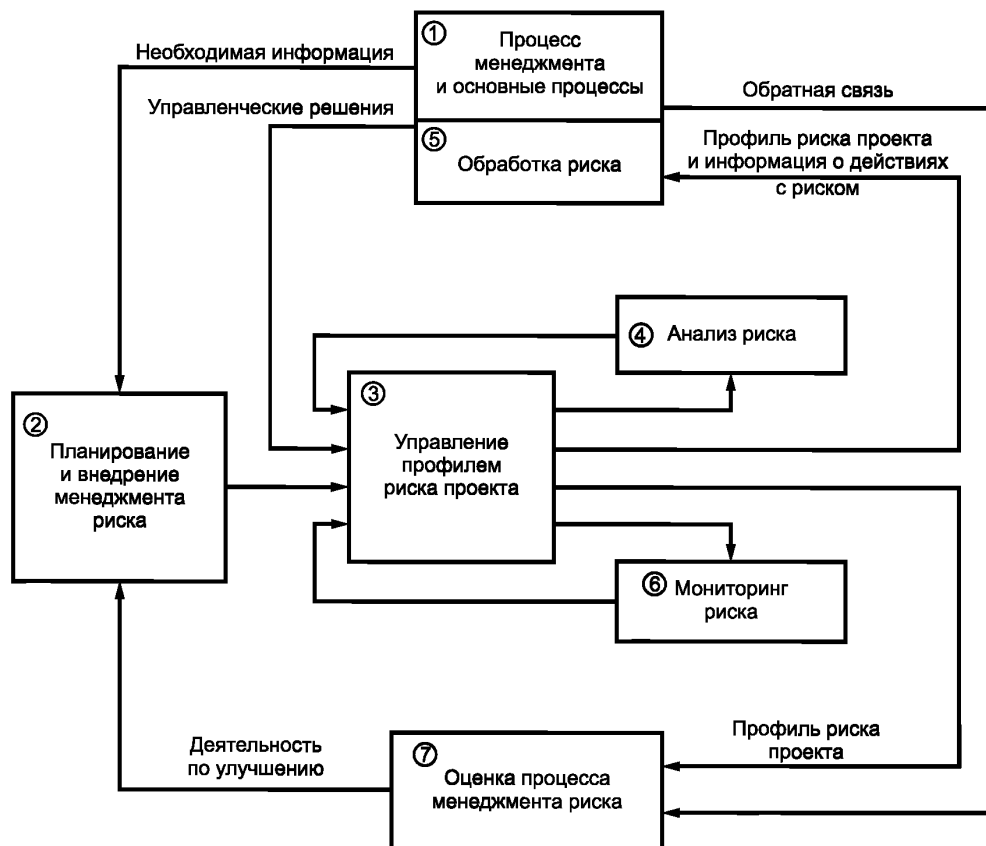 Необходимая информация
①
Процесс
менеджмента
и основные процессы
Обратная связь
Управленческие решения
⑤
Обработка риска
Профиль риска проекта
и информация о действиях
с риском
④ Анализ риска
③
Управление
профилем
риска проекта
②
Планирование
и внедрение
менеджмента
риска
⑥ Мониторинг
риска
Деятельность
по улучшению
⑦
Оценка процесса
менеджмента риска
Профиль риска
проекта